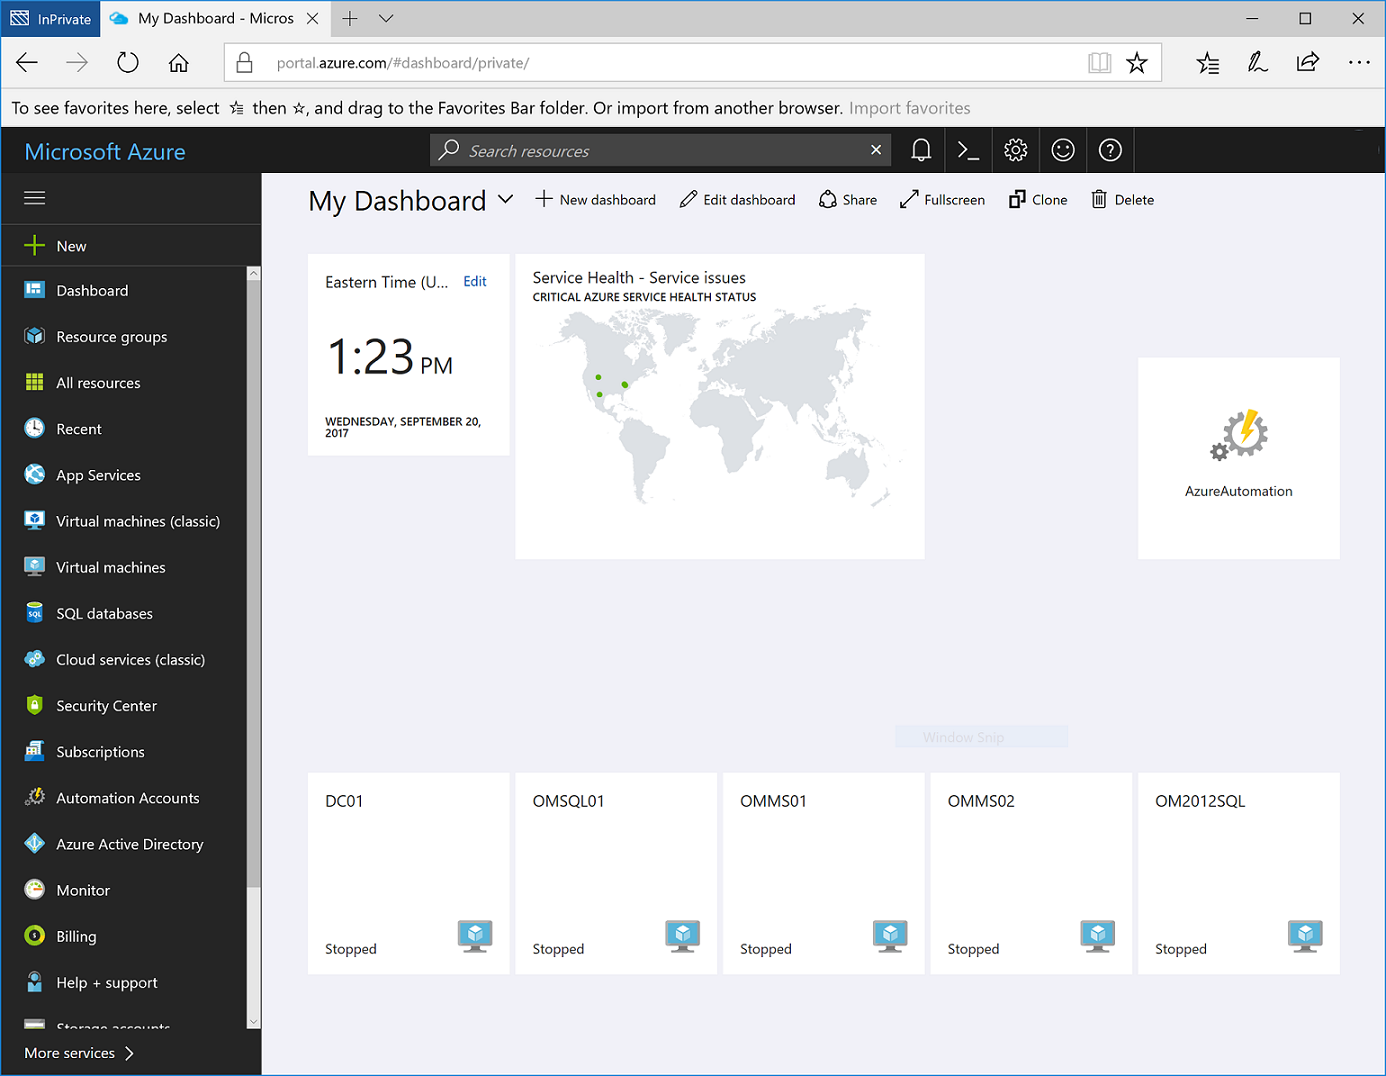 InPrivate
My Dashboard - Micros
portal.azure.com/#dashboard/private/
To see favorites here, select then ☆, and drag to the Favorites Bar folder. Or import from another browser. Import favorites
Microsoft Azure
Search resources
My Dashboard
New dashboard
Edit dashboard
Share
Fullscreen
Clone
Delete
New
Dashboard
Resource groups
All resources
Recent
App Services
Virtual machines (classic)
Virtual machines
SQL databases
Cloud services (classic)
Security Center
Subscriptions
Automation Accounts
Azure Active Directory
Monitor
Billing
Help + support
Storage accounts
More services
Eastern Time (U...
Edit
1:23 PM
WEDNESDAY, SEPTEMBER 20,
2017
Service Health - Service issues
CRITICAL AZURE SERVICE HEALTH STATUS
AzureAutomation
Window Snip
DC01
Stopped
OMSQL01
Stopped
OMMS01
Stopped
OMMS02
Stopped
OM2012SQL
Stopped